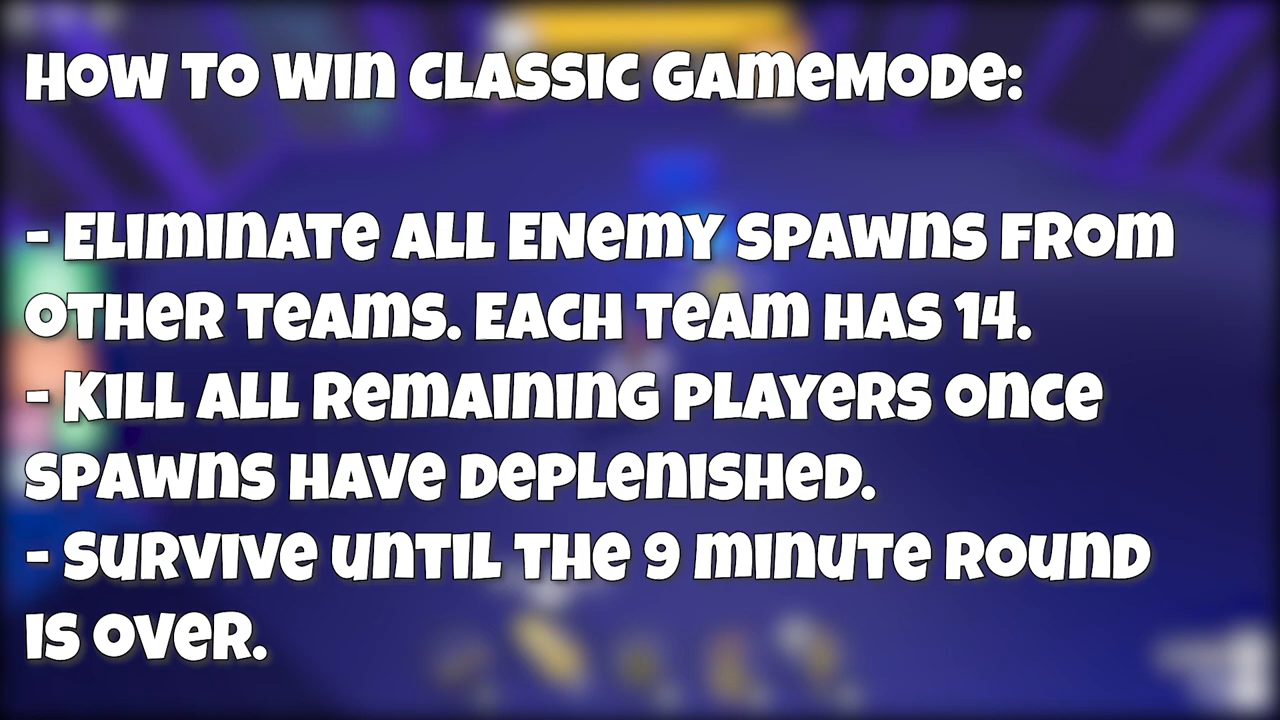 How to Win Classic Gamemode:
- Eliminate all Enemy Spawns from
other teams. Each team has 14.
- Kill all remaining players once
spawns have deplenished.
- Survive until the 9 minute round
is over.